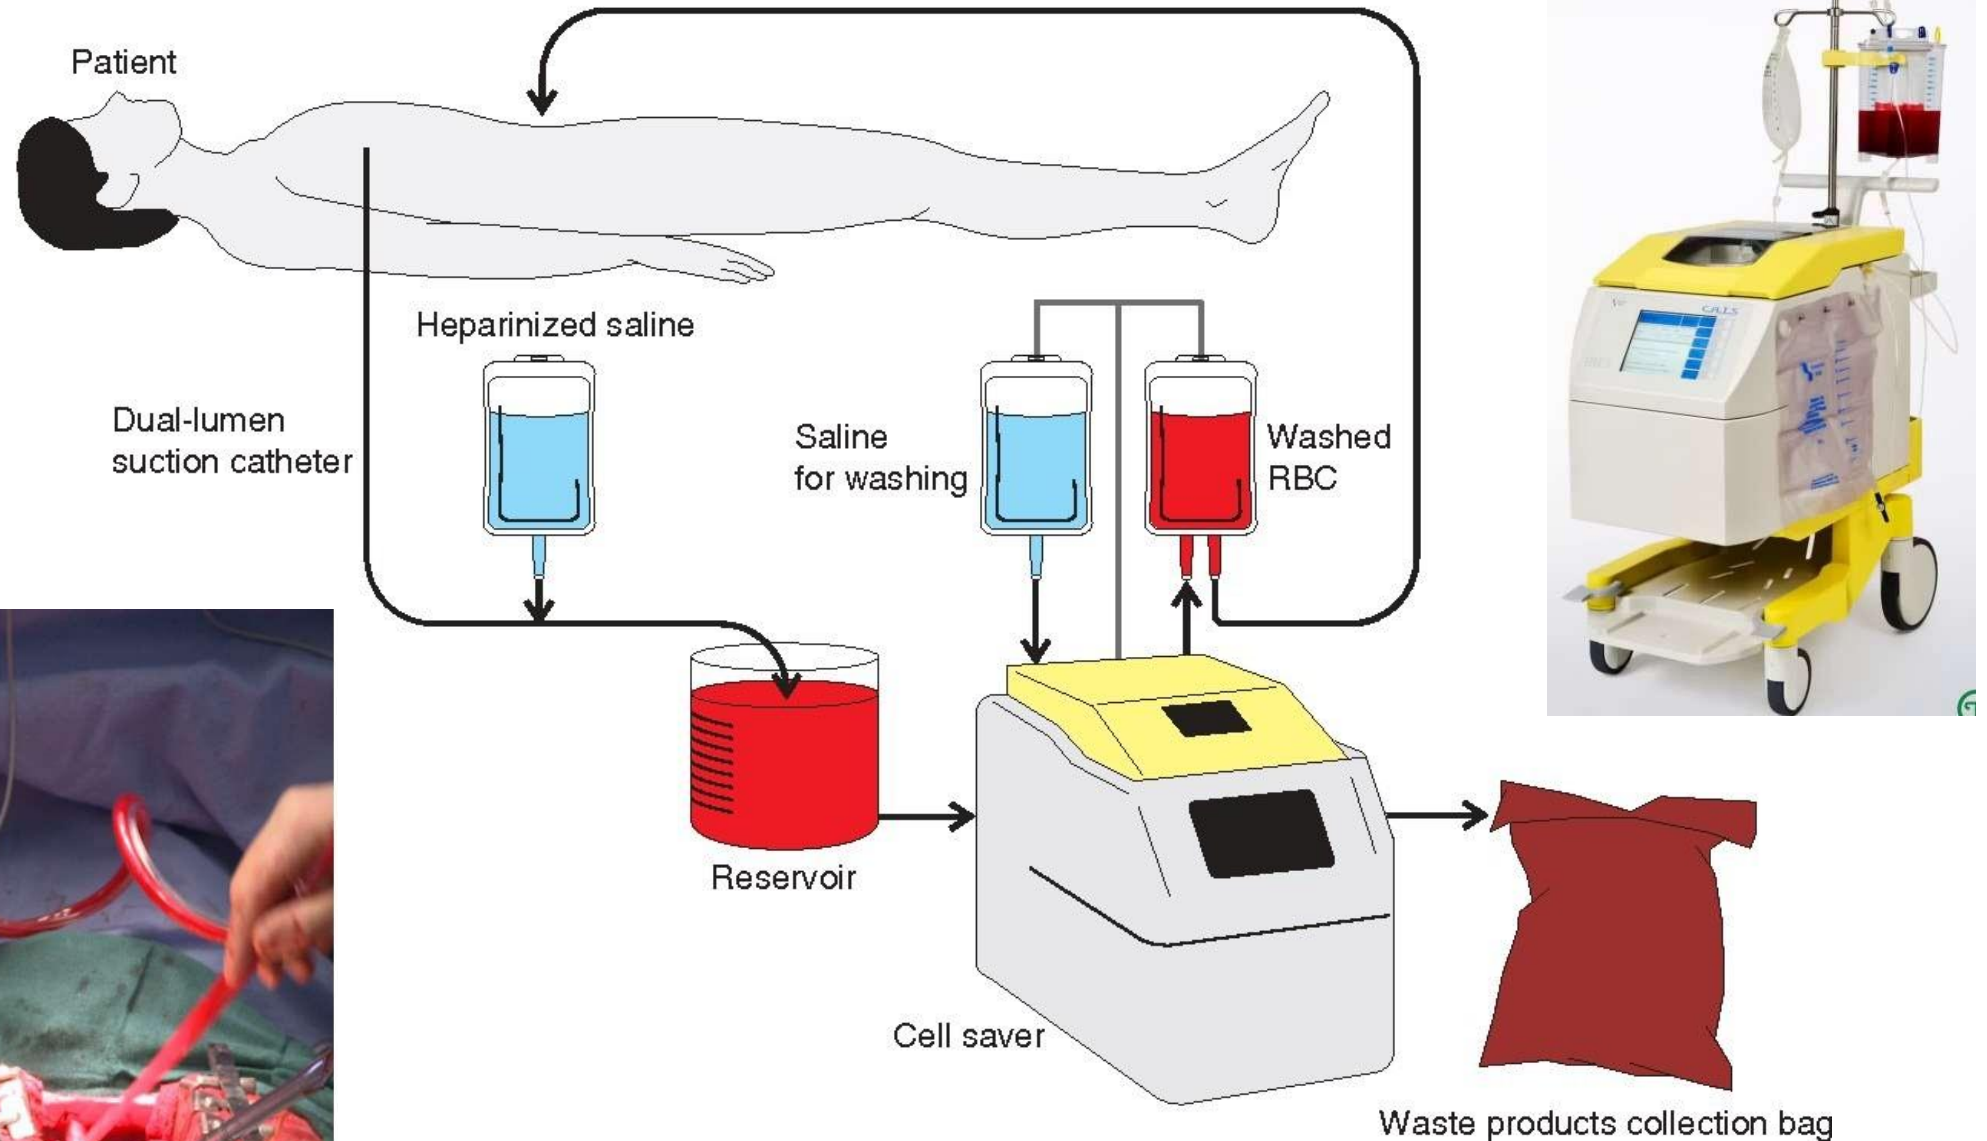 Patient
Heparinized saline
Dual-lumen
suction catheter
Saline
for washing
Washed
RBC
Reservoir
Cell saver
Waste products collection bag